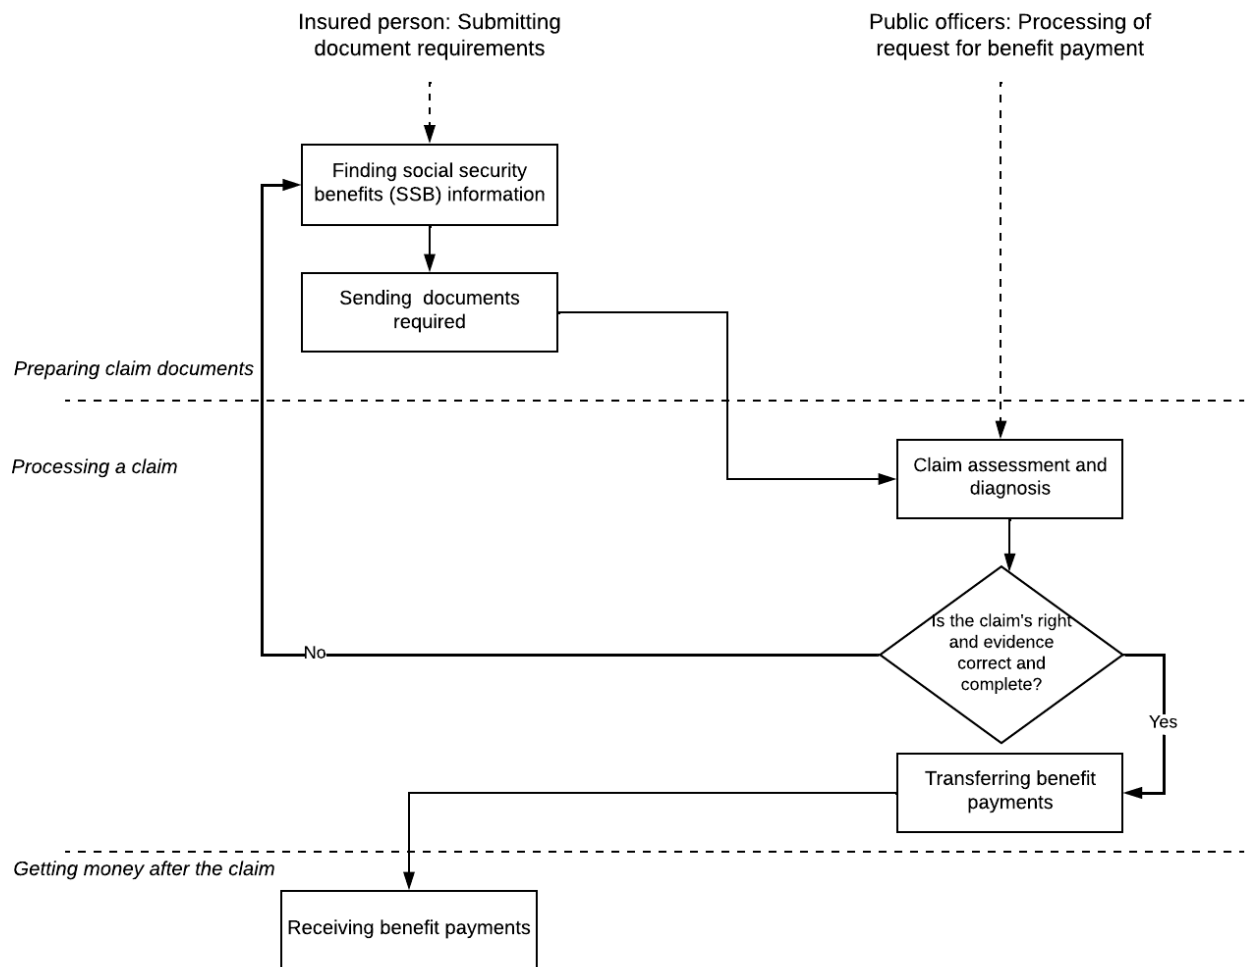 Insured person: Submitting
document requirements
Public officers: Processing of
request for benefit payment
Finding social security
benefits (SSB) information
Sending documents
required
Preparing claim documents
Processing a claim
Claim assessment and
diagnosis
Is the claim's right
and evidence
correct and
complete?
No
Yes
Transferring benefit
payments
Getting money after the claim
Receiving benefit payments